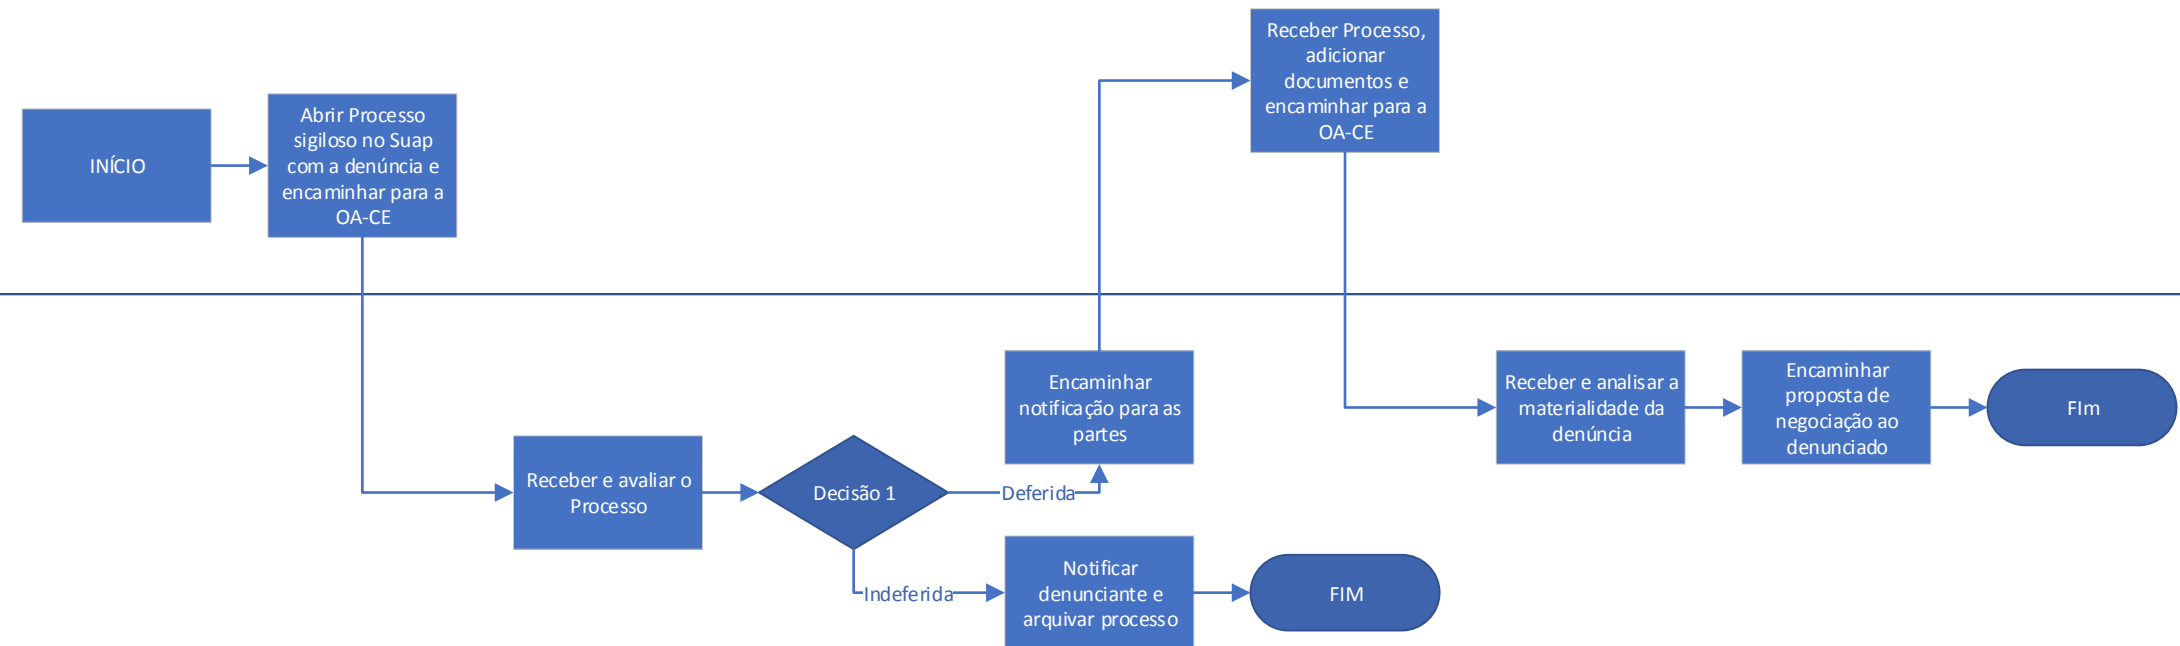 INÍCIO
Abrir Processo
sigiloso no Suap
com a denúncia e
encaminhar para a
OA-CE
Receber e avaliar o
Processo
Decisão 1
Deferida
Indeferida
Encaminhar
notificação para as
partes
Notificar
denunciante e
arquivar processo
FIM
Receber Processo,
adicionar
documentos e
encaminhar para a
OA-CE
Receber e analisar a
materialidade da
denúncia
Encaminhar
proposta de
negociação ao
denunciado
FIm